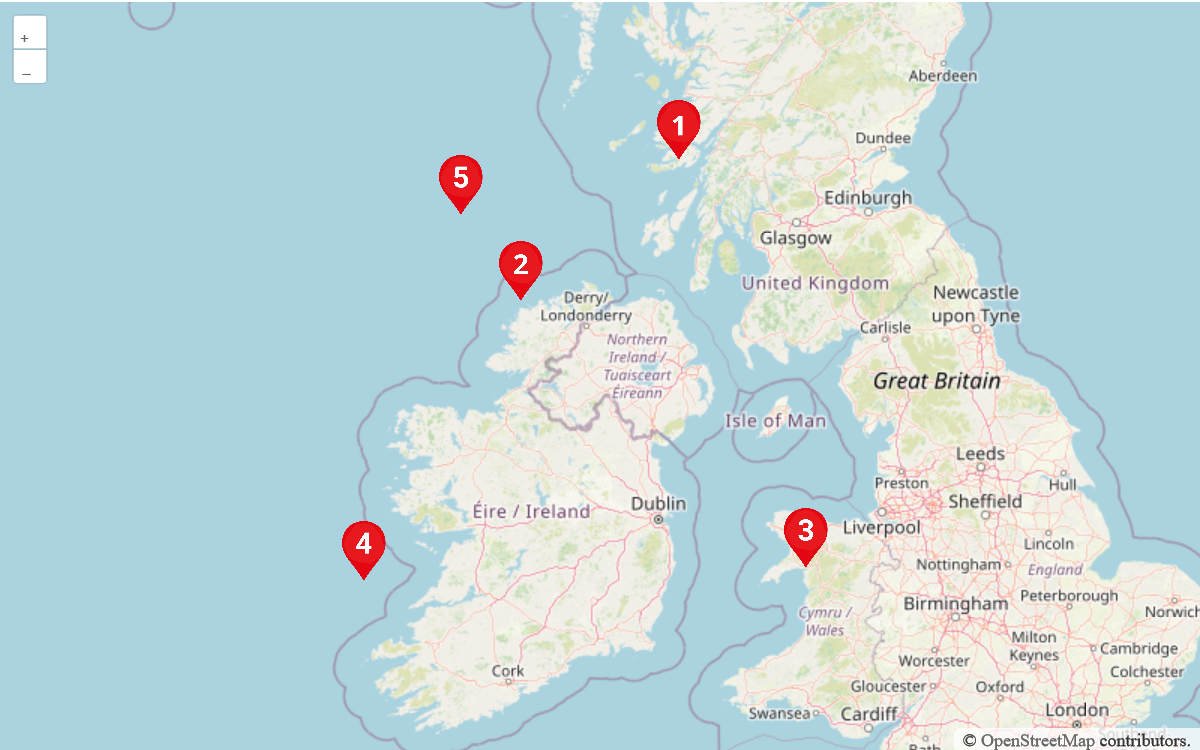 +
–
Aberdeen
1
Dundee
5
Edinburgh
Glasgow
2
United Kingdom
Derry/
Londonderry
Newcastle
upon Tyne
Carlisle
Northern
Ireland /
Tuaisceart
Éireann
Great Britain
Isle of Man
Leeds
Preston
Hull
Sheffield
Dublin
Éire / Ireland
Liverpool
3
4
Lincoln
Nottingham
England
Peterborough
Birmingham
Norwich
Cymru /
Wales
Milton
Keynes
Cambridge
Worcester
Colchester
Cork
Gloucester
Oxford
Swansea
Cardiff
London
Southend
Bath
© OpenStreetMap contributors.